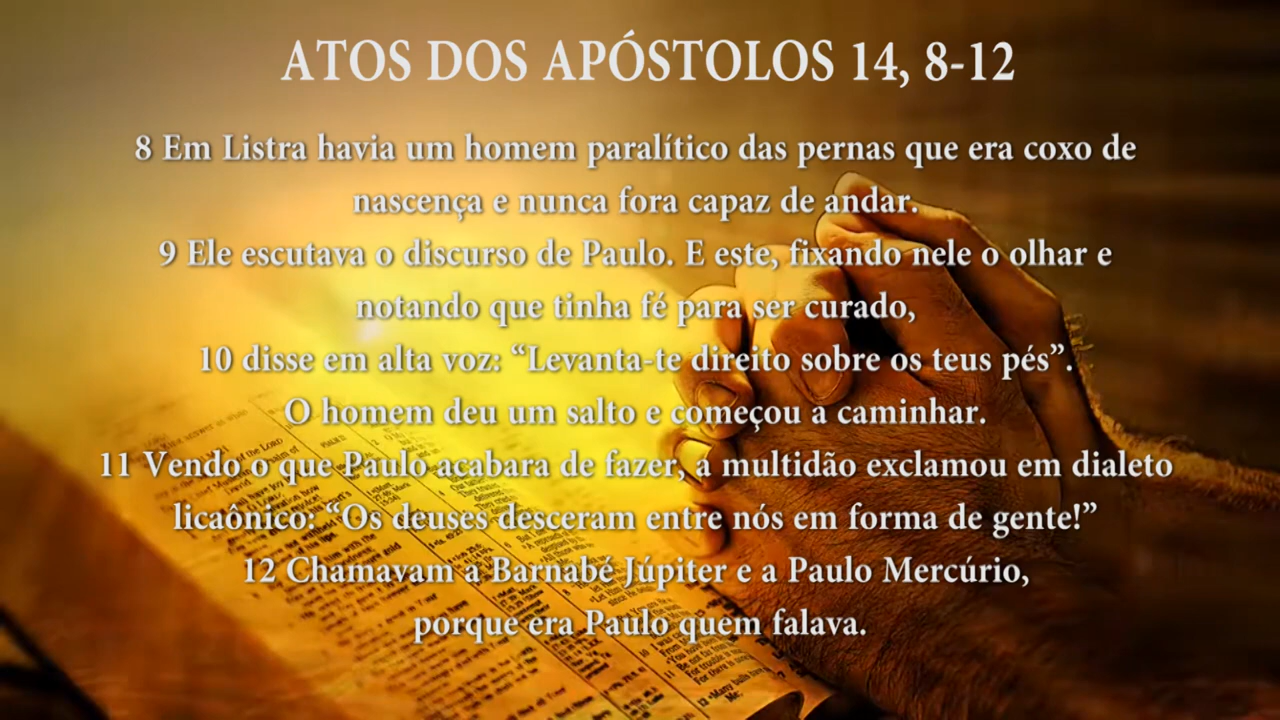 ATOS DOS APÓSTOLOS 14, 8-12
8 Em Listra havia um homem paralítico das pernas que era coxo de
nascença e nunca fora capaz de andar.
9 Ele escutava o discurso de Paulo. E este, fixando nele o olhar e
notando que tinha fé para ser curado,
10 disse em alta voz: “Levanta-te direito sobre os teus pés”.
O homem deu um salto e começou a caminhar.
11 Vendo o que Paulo acabara de fazer, a multidão exclamou em dialeto
licaônico: “Os deuses desceram entre nós em forma de gente!”
12 Chamavam a Barnabé Júpiter e a Paulo Mercúrio,
porque era Paulo quem falava.